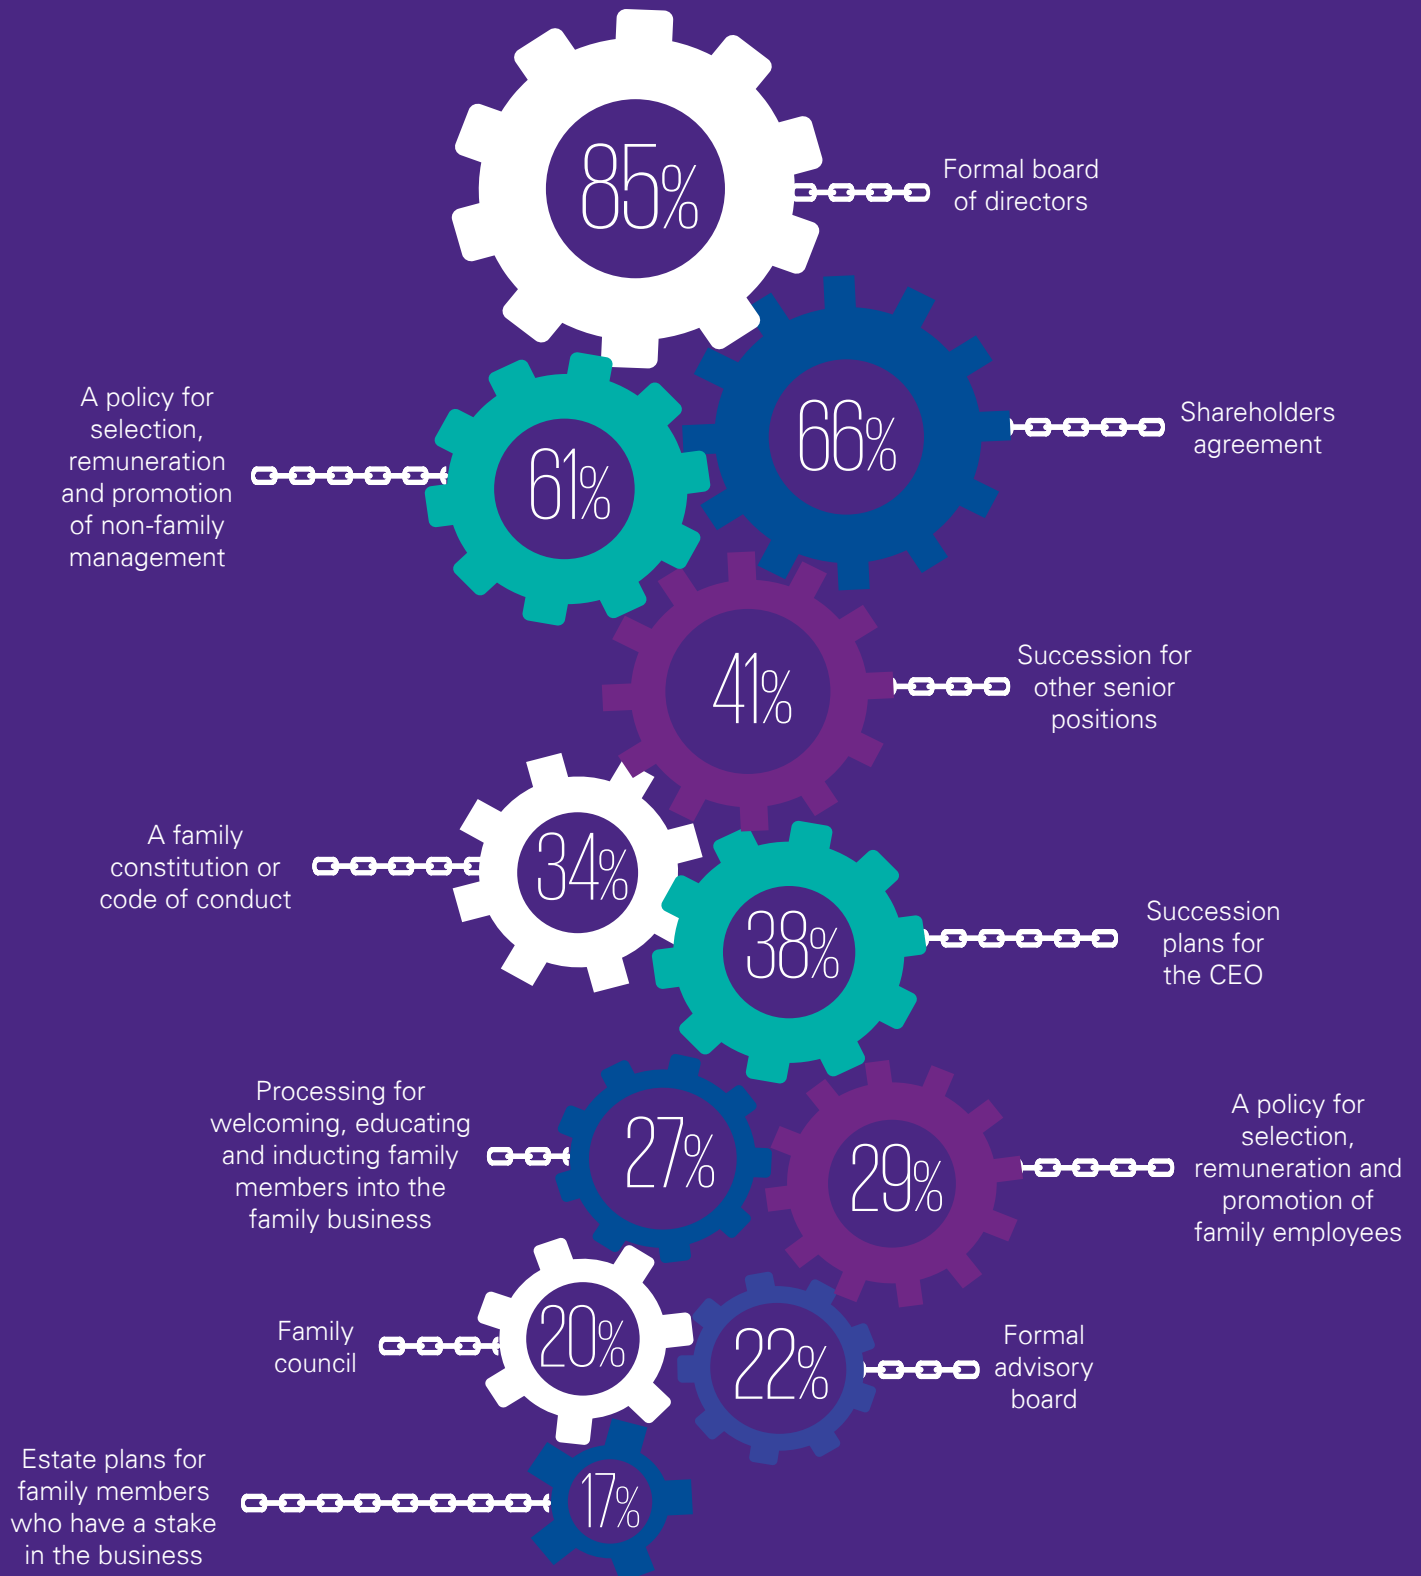 85%
Formal board
of directors
66%
Shareholders
agreement
A policy for
selection,
remuneration
and promotion
of non-family
management
61%
41%
Succession for
other senior
positions
A family
constitution or
code of conduct
34%
38%
Succession
plans for
the CEO
Processing for
welcoming, educating
and inducting family
members into the
family business
27%
29%
A policy for
selection,
remuneration and
promotion of
family employees
Family
council
20%
22%
Formal
advisory
board
Estate plans for
family members
who have a stake
in the business
17%